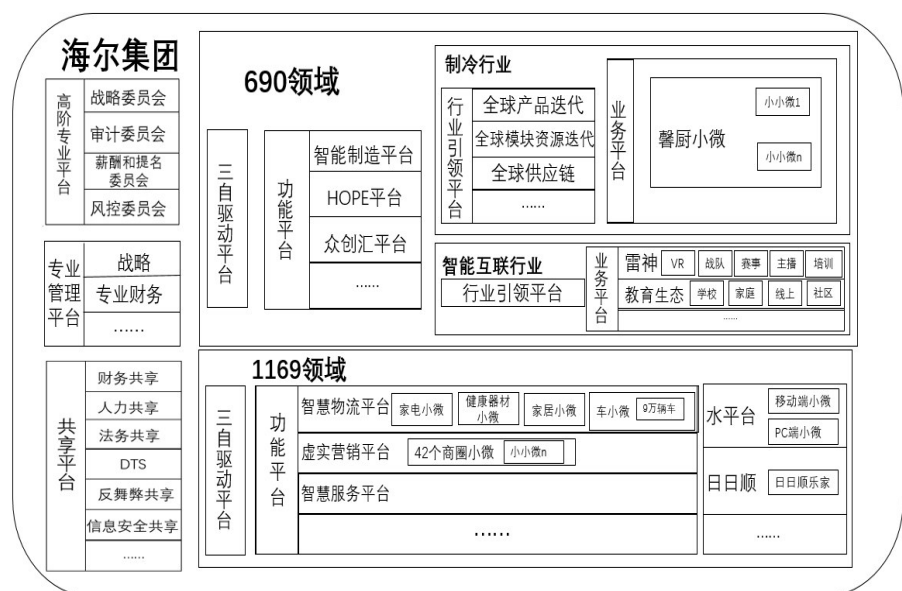 海尔集团
高阶专业平台
战略委员会
审计委员会
薪酬和提名
委员会
风控委员会
专业
管理
平台
战略
专业财务
……
共享平台
财务共享
人力共享
法务共享
DTS
反舞弊共享
信息安全共享
……
690领域
三自驱动平台
功能平台
智能制造平台
HOPE平台
众创汇平台
……
制冷行业
行业引领平台
全球产品迭代
全球模块资源迭代
全球供应链
……
业务平台
馨厨小微
小小微1
小小微n
智能互联行业
行业引领平台
业务平台
雷神
VR
战队
赛事
主播
培训
教育生态
学校
家庭
线上
社区
……
1169领域
三自驱动平台
功能平台
智慧物流平台
家电小微
健康器材
小微
家居小微
车小微
9万辆车
虚实营销平台
42个商圈小微
小小微n
智慧服务平台
……
水平台
移动端小微
PC端小微
日日顺
日日顺乐家
……